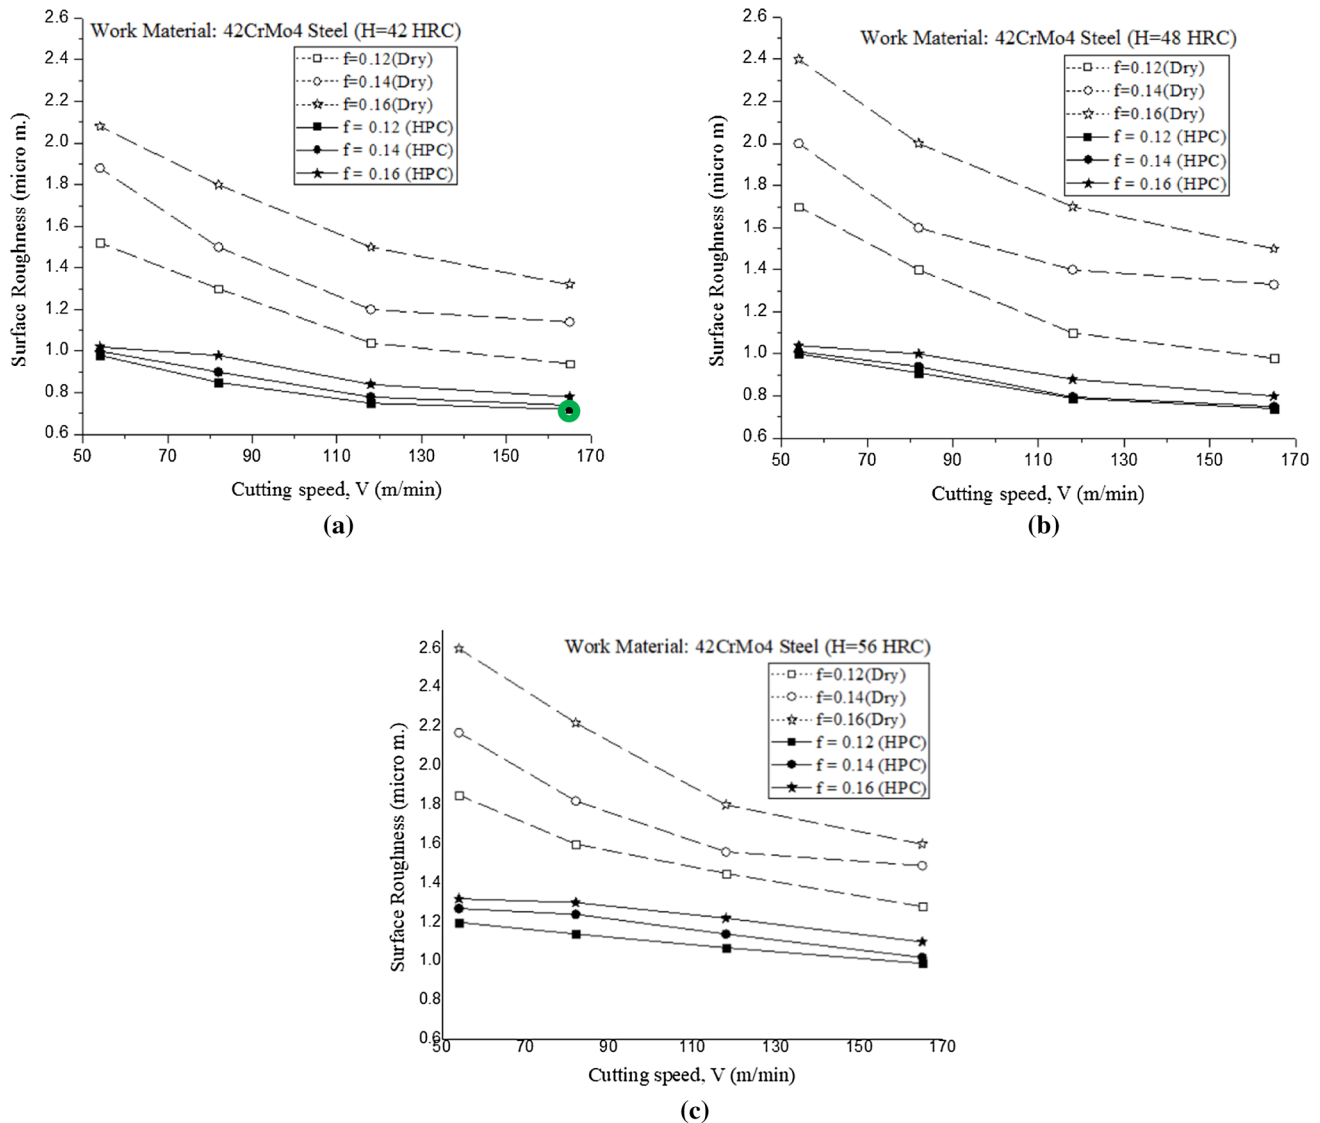 Work Material: 42CrMo4 Steel (H=42 HRC)
f=0.12(Dry)
f=0.14(Dry)
f=0.16(Dry)
f = 0.12 (HPC)
f = 0.14 (HPC)
f = 0.16 (HPC)
Surface Roughness (micro m.)
2.6
2.4
2.2
2.0
1.8
1.6
1.4
1.2
1.0
0.8
0.6
50 70 90 110 130 150 170
Cutting speed, V (m/min)
(a)
Work Material: 42CrMo4 Steel (H=48 HRC)
f=0.12(Dry)
f=0.14(Dry)
f=0.16(Dry)
f = 0.12 (HPC)
f = 0.14 (HPC)
f = 0.16 (HPC)
Surface Roughness (micro m)
2.6
2.4
2.2
2.0
1.8
1.6
1.4
1.2
1.0
0.8
0.6
50 70 90 110 130 150 170
Cutting speed, V (m/min)
(b)
Work Material: 42CrMo4 Steel (H=56 HRC)
f=0.12(Dry)
f=0.14(Dry)
f=0.16(Dry)
f = 0.12 (HPC)
f = 0.14 (HPC)
f = 0.16 (HPC)
Surface Roughness (micro m.)
2.6
2.4
2.2
2.0
1.8
1.6
1.4
1.2
1.0
0.8
0.6
50 70 90 110 130 150 170
Cutting speed, V (m/min)
(c)